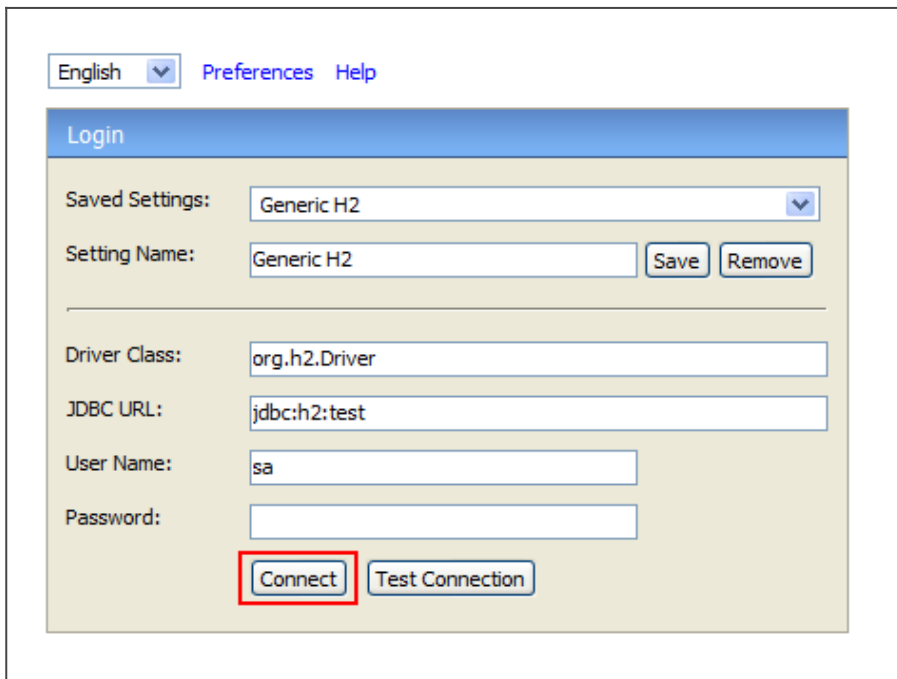 English Preferences Help
Login
Saved Settings: Generic H2
Setting Name: Generic H2 Save Remove
Driver Class: org.h2.Driver
JDBC URL: jdbc:h2:test
User Name: sa
Password:
Connect Test Connection